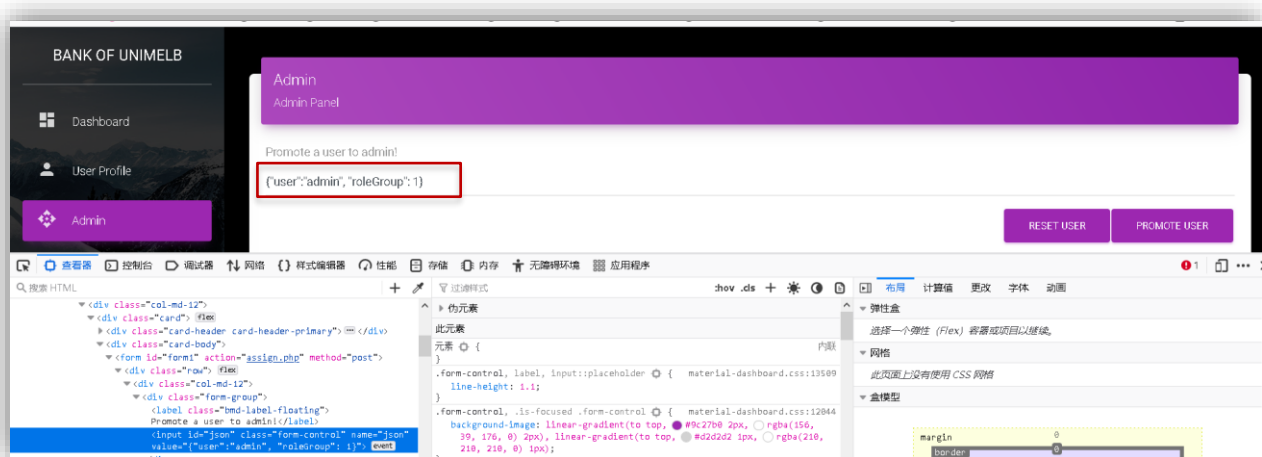 BANK OF UNIMELB
Dashboard
User Profile
Admin
Admin
Admin Panel
Promote a user to admin!
{"user":"admin", "roleGroup": 1}
RESET USER
PROMOTE USER
查看器 控制台 调试器 网络 {} 样式编辑器 性能 存储 内存 无障碍环境 应用程序 1
搜索 HTML
<div class="col-md-12">
<div class="card"> flex
<div class="card-header card-header-primary"> </div>
<div class="card-body">
<form id="form1" action="assign.php" method="post">
<div class="row"> flex
<div class="col-md-12">
<div class="form-group">
<label class="bmd-label-floating">
Promote a user to admin!</label>
<input id="json" class="form-control" name="json"
value="{"user":"admin", "roleGroup": 1}"> event
过滤样式 :hov .cls
伪元素
此元素
元素 { 内联
}
.form-control, label, input::placeholder { material-dashboard.css:13509
line-height: 1.1;
}
.form-control, .is-focused .form-control { material-dashboard.css:12044
background-image: linear-gradient(to top, #9c27b0 2px, rgba(156,
39, 176, 0) 2px), linear-gradient(to top, #d2d2d2 1px, rgba(210,
210, 210, 0) 1px);
布局 计算值 更改 字体 动画
弹性盒
选择一个弹性（Flex）容器或项目以继续。
网格
此页面上没有使用 CSS 网格
盒模型
margin 0
border 0